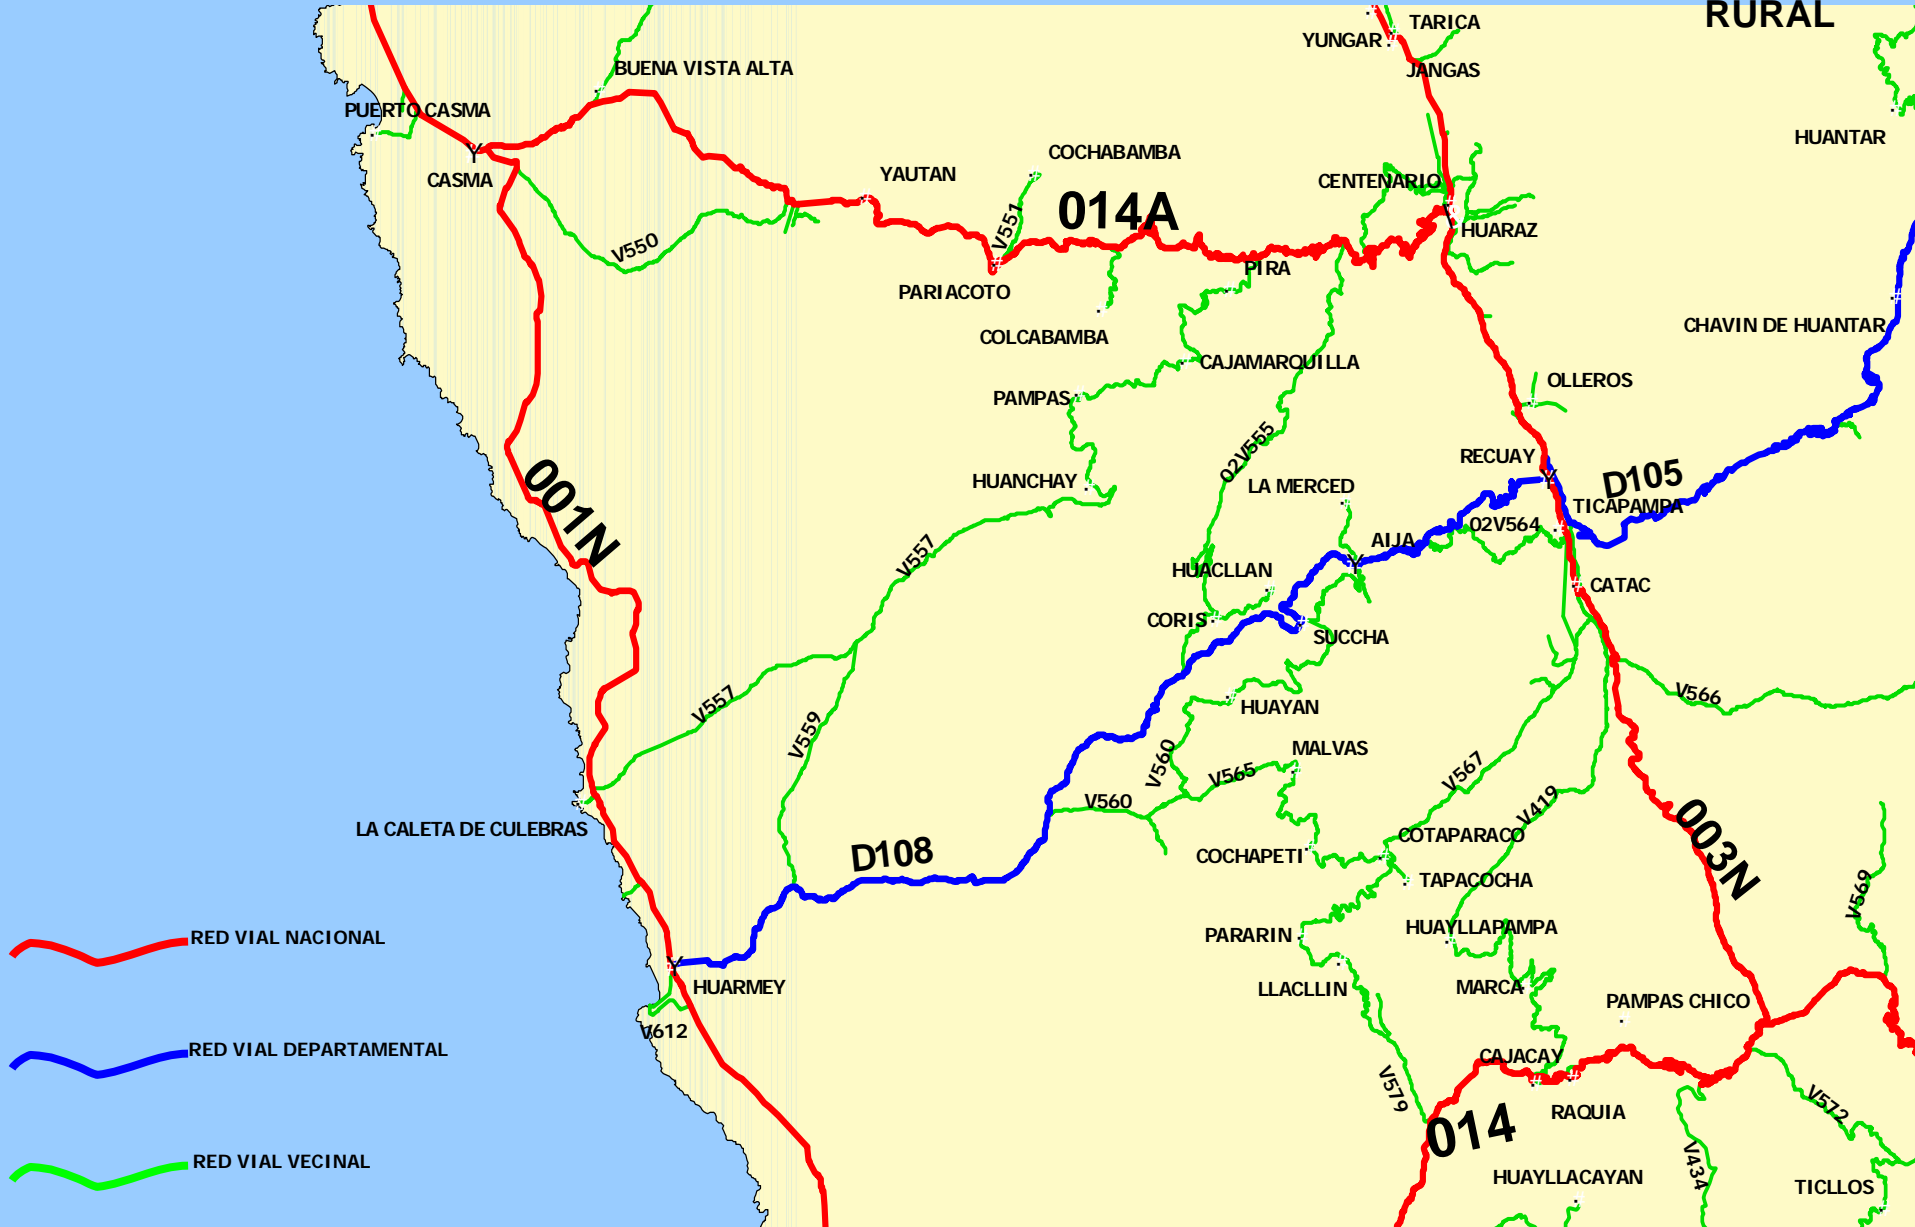 RURAL
TARICA
YUNGAR
JANGAS
BUENA VISTA ALTA
PUERTO CASMA
HUANTAR
COCHABAMBA
YAUTAN
CASMA
CENTENARIO
014A
V551
HUARAZ
V550
PIRA
PARIACOTO
COLCABAMBA
CHAVIN DE HUANTAR
CAJAMARQUILLA
OLLEROS
PAMPAS
02V555
RECUAY
D105
HUANCHAY
LA MERCED
TICAPAMPA
001N
02V564
AIJA
V557
HUACLLAN
CATAC
CORIS
SUCCHA
V557
V566
HUAYAN
V559
MALVAS
V560
V565
V567
V560
V419
LA CALETA DE CULEBRAS
COTAPARACO
003N
D108
COCHAPETI
TAPACOCHA
V569
HUAYLLAPAMPA
PARARIN
RED VIAL NACIONAL
HUARMEY
LLACLLIN
MARCA
PAMPAS CHICO
V612
RED VIAL DEPARTAMENTAL
CAJACAY
V579
RAQUIA
V572
014
RED VIAL VECINAL
V434
HUAYLLACAYAN
TICLLOS